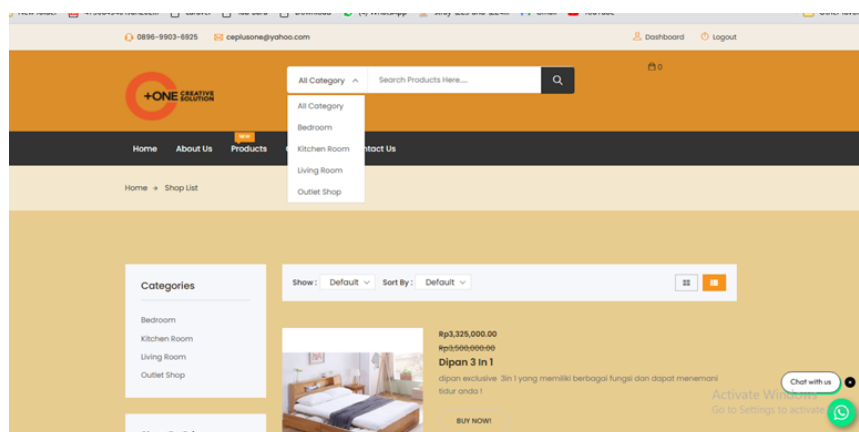 0896-9903-6925 ceplusone@yahoo.com Dashboard Logout
+ONE CREATIVE SOLUTION
All Category Search Products Here.... 0
All Category
Bedroom
Kitchen Room
Living Room
Outlet Shop
NEW
Home About Us Products
Home → Shop List
Categories
Bedroom
Kitchen Room
Living Room
Outlet Shop
Show : Default Sort By : Default
Rp3,325,000.00
Rp3,500,000.00
Dipan 3 In 1
dipan exclusive 3in 1 yang memiliki berbagai fungsi dan dapat menemani
tidur anda !
BUY NOW!
Chat with us
Activate Windows
Go to Settings to activate